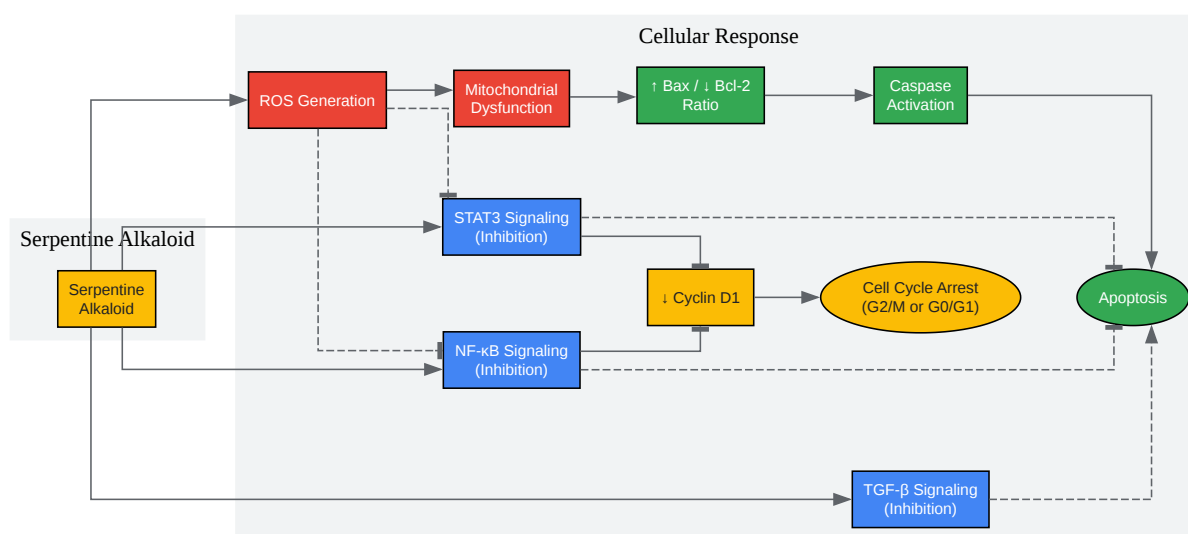 Cellular Response
ROS Generation
Mitochondrial
Dysfunction
↑ Bax / ↓ Bcl-2
Ratio
Caspase
Activation
STAT3 Signaling
(Inhibition)
Serpentine Alkaloid
Serpentine
Alkaloid
↓ Cyclin D1
Cell Cycle Arrest
(G2/M or G0/G1)
Apoptosis
NF-κB Signaling
(Inhibition)
TGF-β Signaling
(Inhibition)